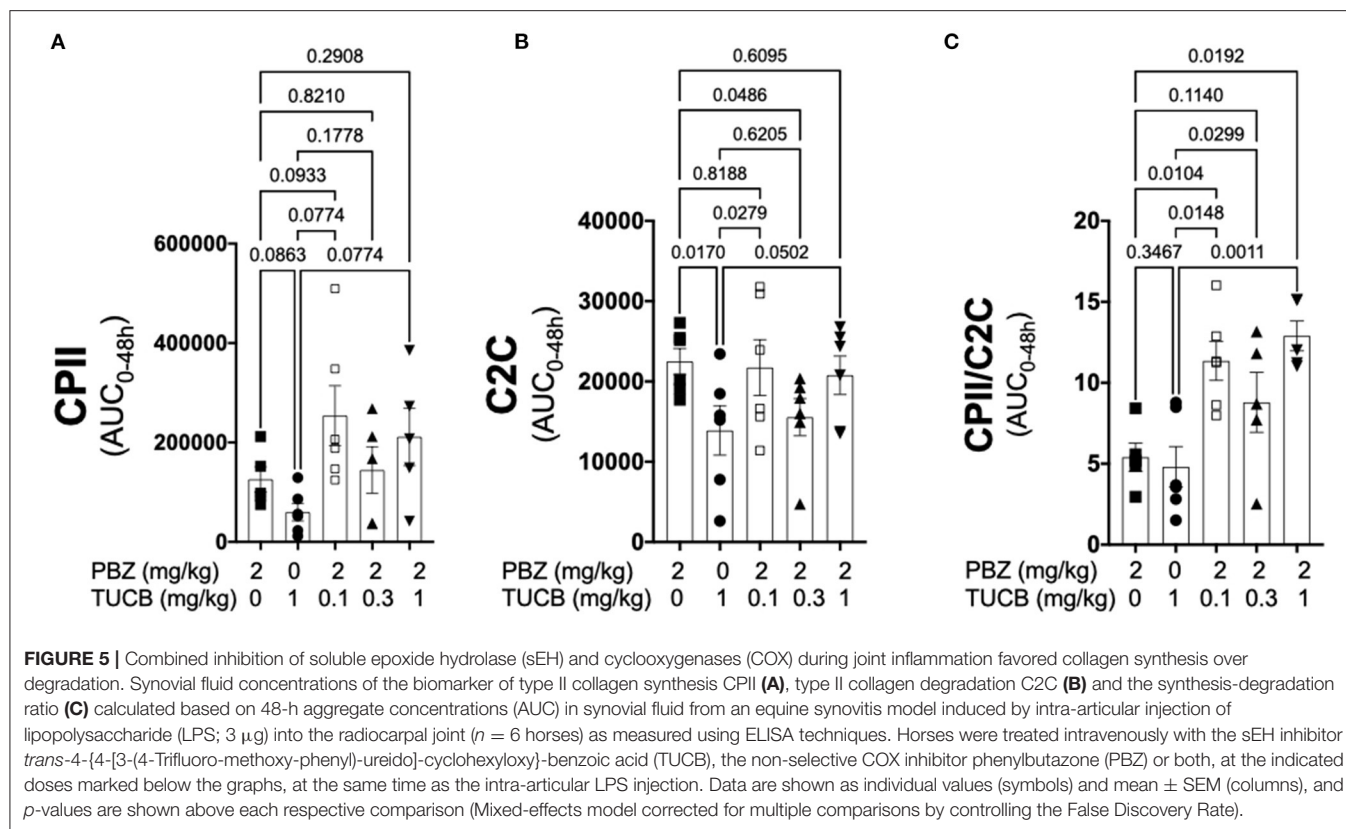 A
B
C
0.2908
0.8210
0.1778
0.0933
0.0774
0.0863
0.0774
600000
400000
200000
0
CPII
(AUC0-48h)
PBZ (mg/kg) 2 0 2 2 2
TUCB (mg/kg) 0 1 0.1 0.3 1
0.6095
0.0486
0.6205
0.8188
0.0279
0.0170
0.0502
40000
30000
20000
10000
0
C2C
(AUC0-48h)
PBZ (mg/kg) 2 0 2 2 2
TUCB (mg/kg) 0 1 0.1 0.3 1
0.0192
0.1140
0.0299
0.0104
0.0148
0.3467
0.0011
20
15
10
5
0
CPII/C2C
(AUC0-48h)
PBZ (mg/kg) 2 0 2 2 2
TUCB (mg/kg) 0 1 0.1 0.3 1
FIGURE 5 | Combined inhibition of soluble epoxide hydrolase (sEH) and cyclooxygenases (COX) during joint inflammation favored collagen synthesis over
degradation. Synovial fluid concentrations of the biomarker of type II collagen synthesis CPII (A), type II collagen degradation C2C (B) and the synthesis-degradation
ratio (C) calculated based on 48-h aggregate concentrations (AUC) in synovial fluid from an equine synovitis model induced by intra-articular injection of
lipopolysaccharide (LPS; 3 μg) into the radiocarpal joint (n = 6 horses) as measured using ELISA techniques. Horses were treated intravenously with the sEH inhibitor
trans-4-{4-[3-(4-Trifluoro-methoxy-phenyl)-ureido]-cyclohexyloxy}-benzoic acid (TUCB), the non-selective COX inhibitor phenylbutazone (PBZ) or both, at the indicated
doses marked below the graphs, at the same time as the intra-articular LPS injection. Data are shown as individual values (symbols) and mean ± SEM (columns), and
p-values are shown above each respective comparison (Mixed-effects model corrected for multiple comparisons by controlling the False Discovery Rate).